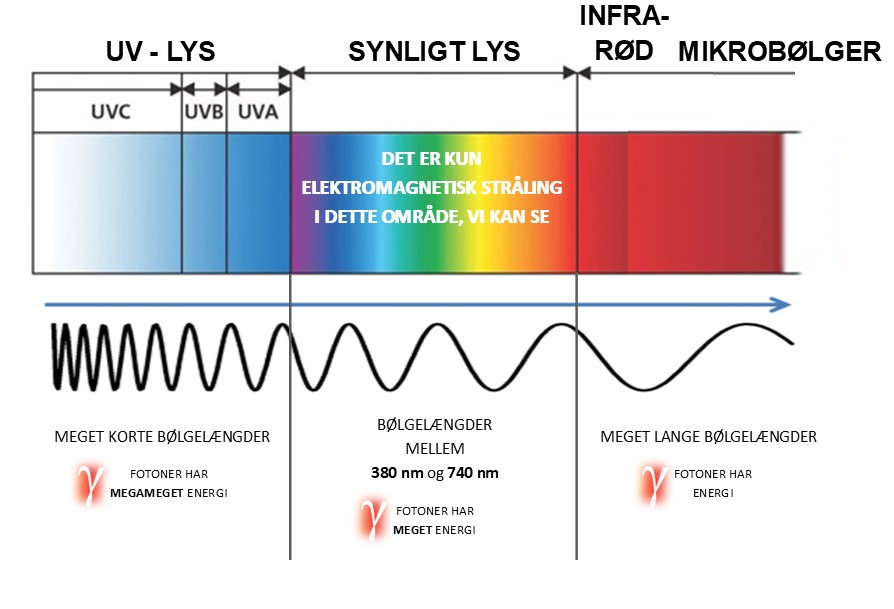 UV - LYS
SYNLIGT LYS
INFRA-
RØD
MIKROBØLGER
UVC
UVB
UVA
DET ER KUN
ELEKTROMAGNETISK STRÅLING
I DETTE OMRÅDE, VI KAN SE
MEGET KORTE BØLGELÆNGDER
γ
FOTONER HAR
MEGAMEGET ENERGI
BØLGELÆNGDER
MELLEM
380 nm og 740 nm
γ
FOTONER HAR
MEGET ENERGI
MEGET LANGE BØLGELÆNGDER
γ
FOTONER HAR
ENERGI